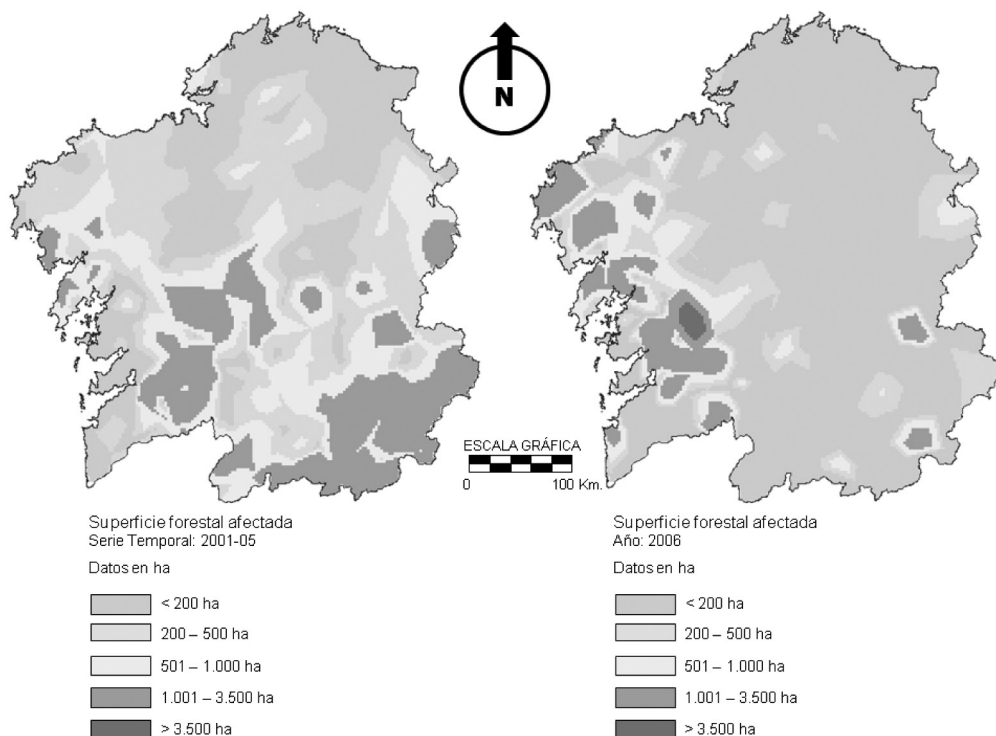 N
ESCALA GRÁFICA
0 100 Km.
Superficie forestal afectada
Serie Temporal: 2001-05
Datos en ha
< 200 ha
200 – 500 ha
501 – 1.000 ha
1.001 – 3.500 ha
> 3.500 ha
Superficie forestal afectada
Año: 2006
Datos en ha
< 200 ha
200 – 500 ha
501 – 1.000 ha
1.001 – 3.500 ha
> 3.500 ha